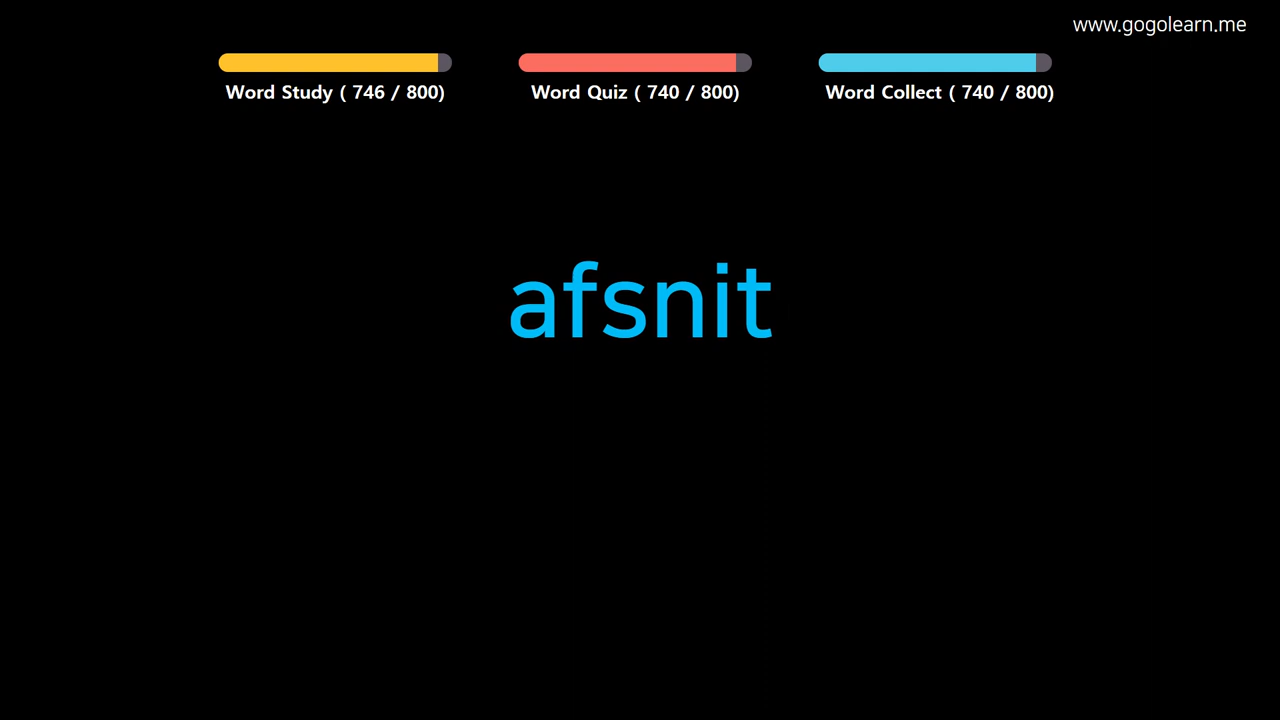 www.gogolearn.me
Word Study ( 746 / 800)
Word Quiz ( 740 / 800)
Word Collect ( 740 / 800)
afsnit